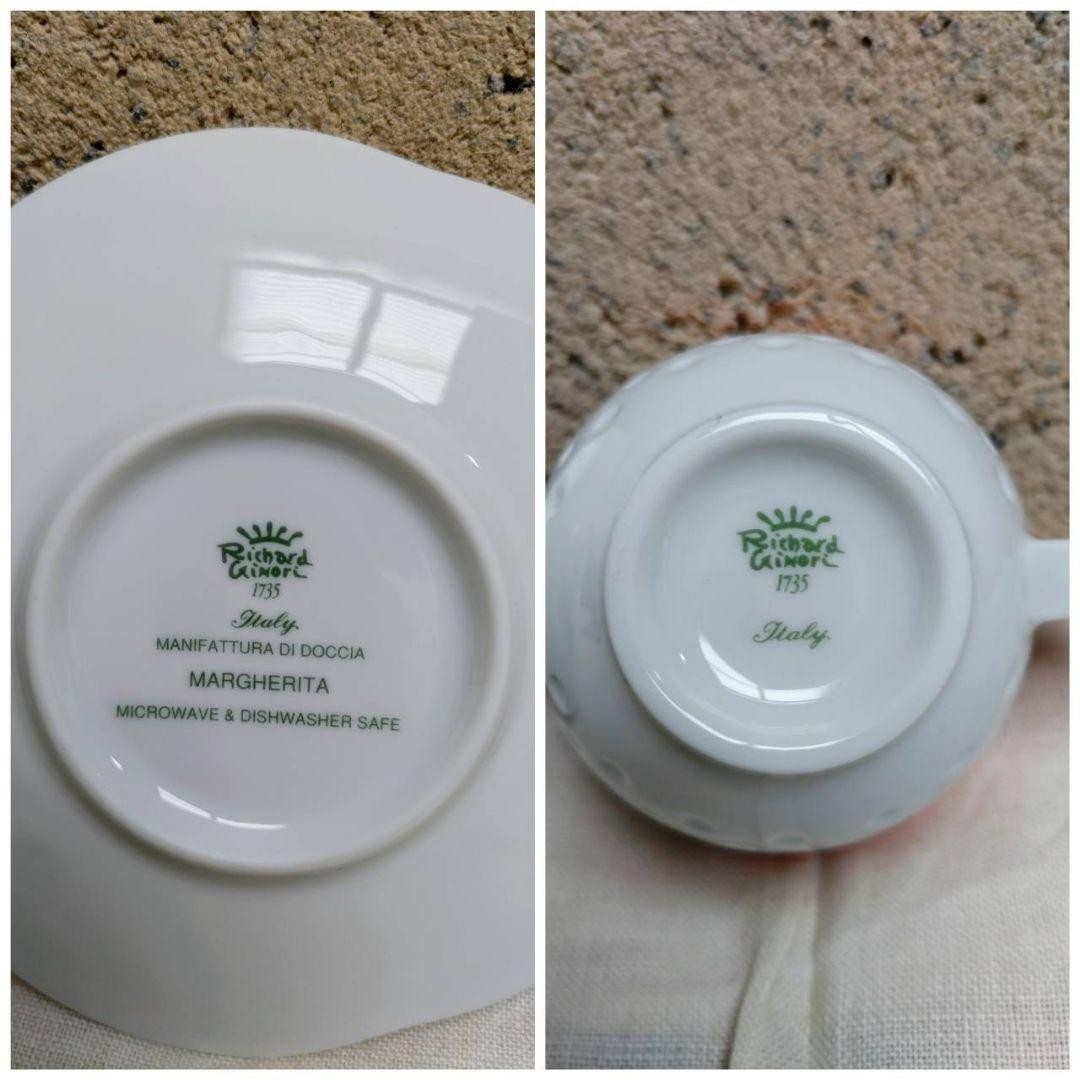 Richard
Ginori
1735
Italy
MANIFATTURA DI DOCCIA
MARGHERITA
MICROWAVE & DISHWASHER SAFE
Richard
Ginori
1735
Italy